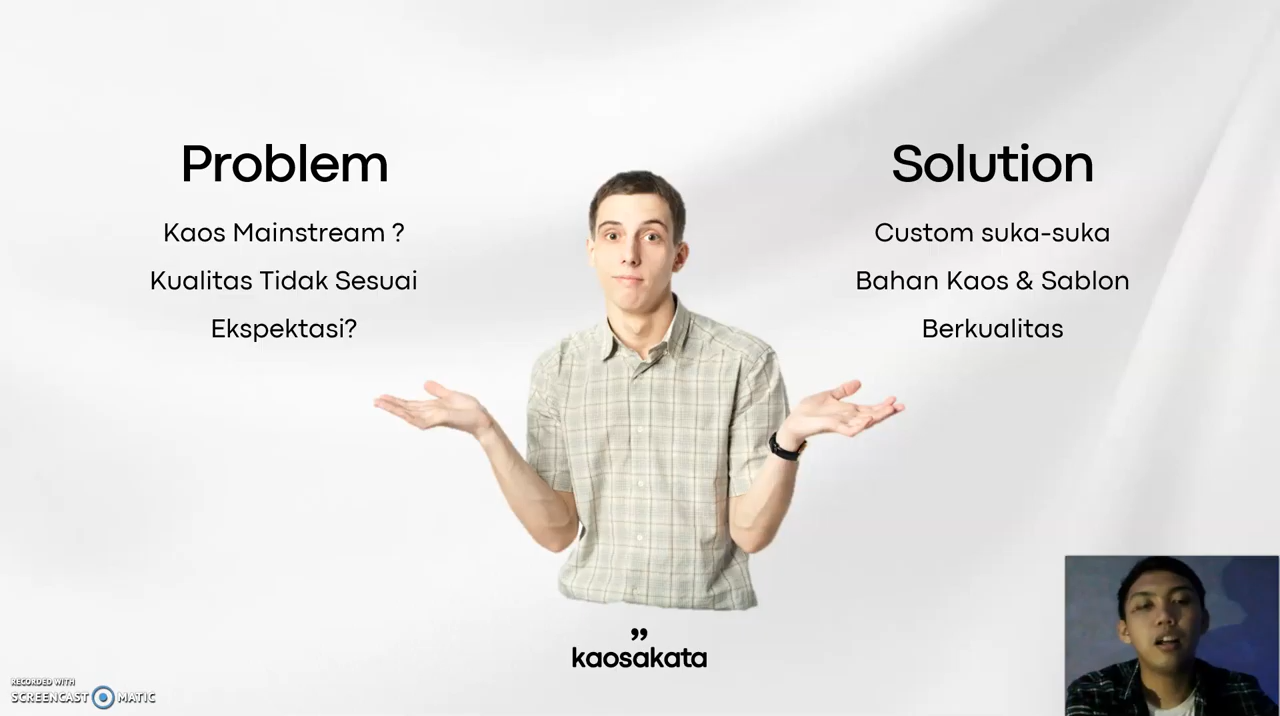 Problem
Kaos Mainstream ?
Kualitas Tidak Sesuai
Ekspektasi?
Solution
Custom suka-suka
Bahan Kaos & Sablon
Berkualitas
”
kaosakata
RECORDED WITH
SCREENCAST MATIC